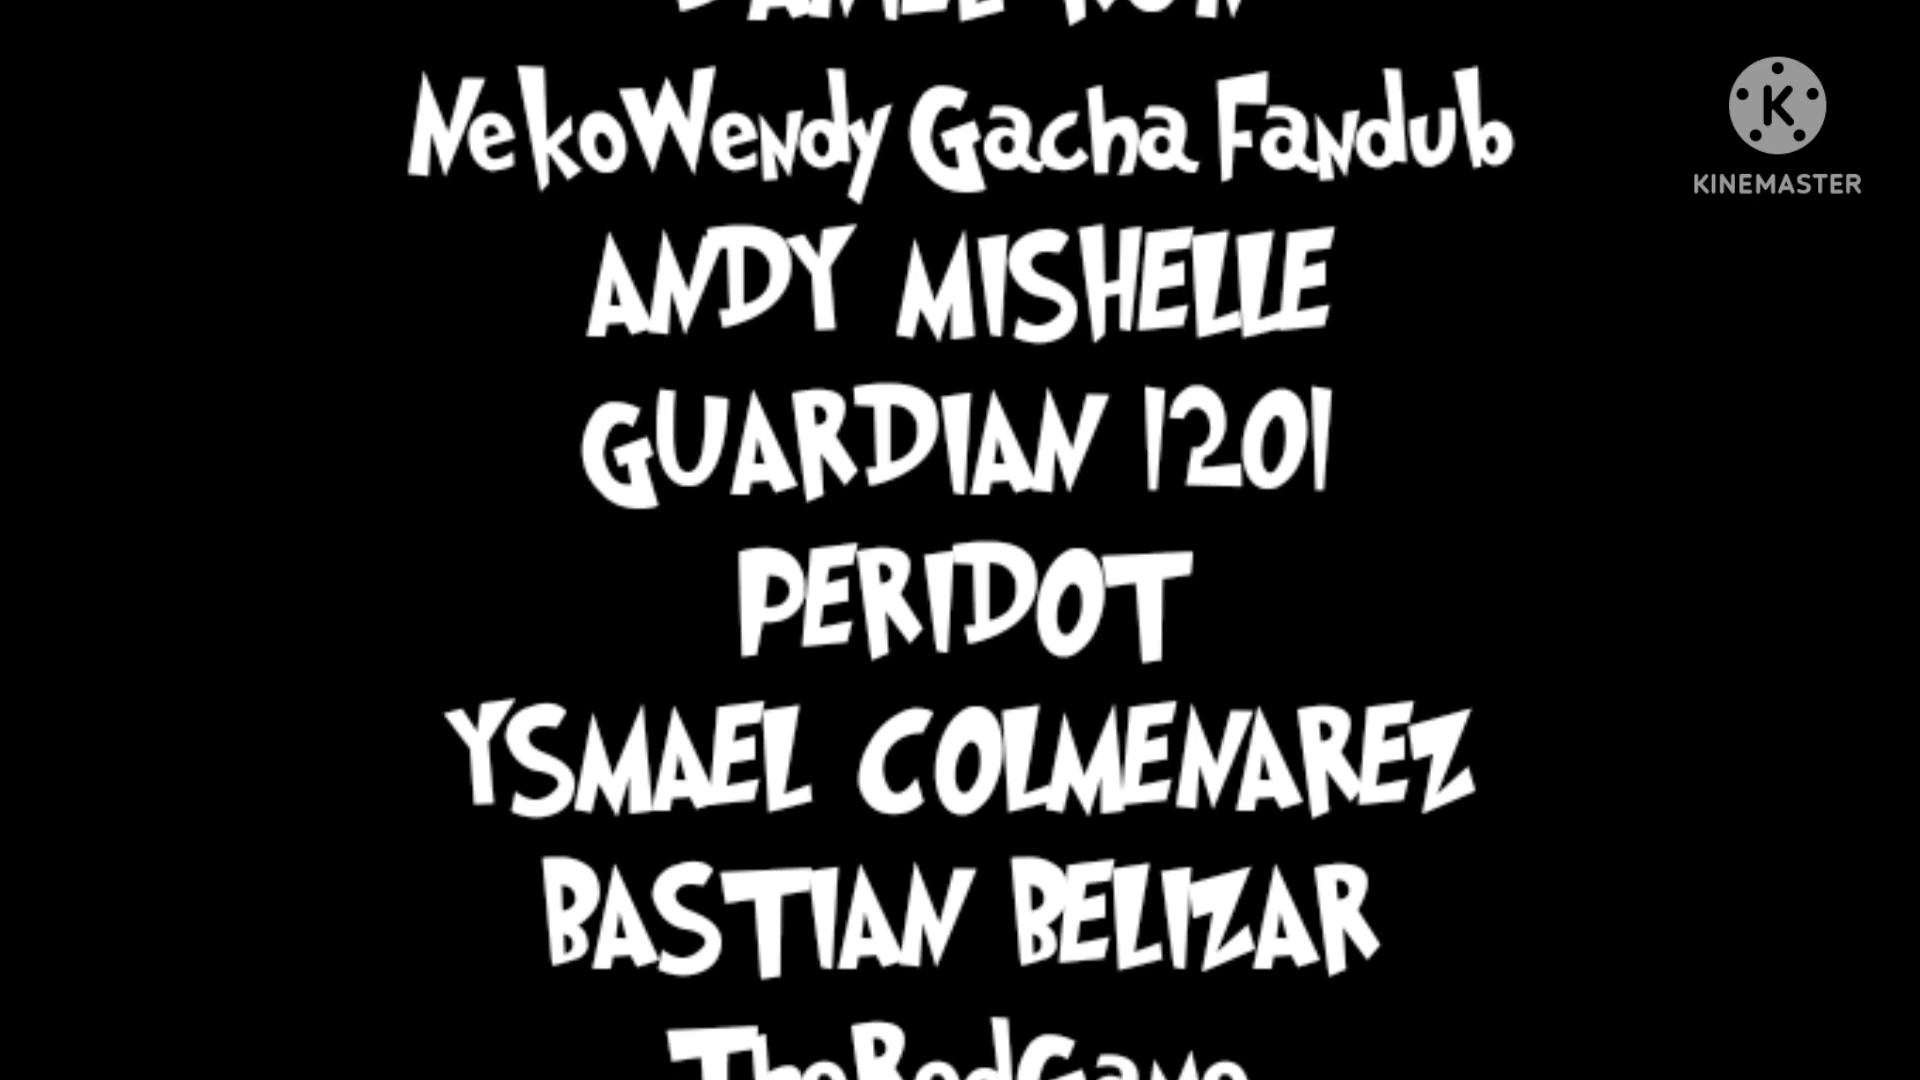 NekoWendy Gacha Fandub
KINEMASTER
ANDY MISHELLE
GUARDIAN 1201
PERIDOT
YSMAEL COLMENAREZ
BASTIAN BELIZAR